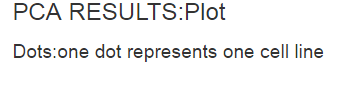 PCA RESULTS:Plot
Dots:one dot represents one cell line